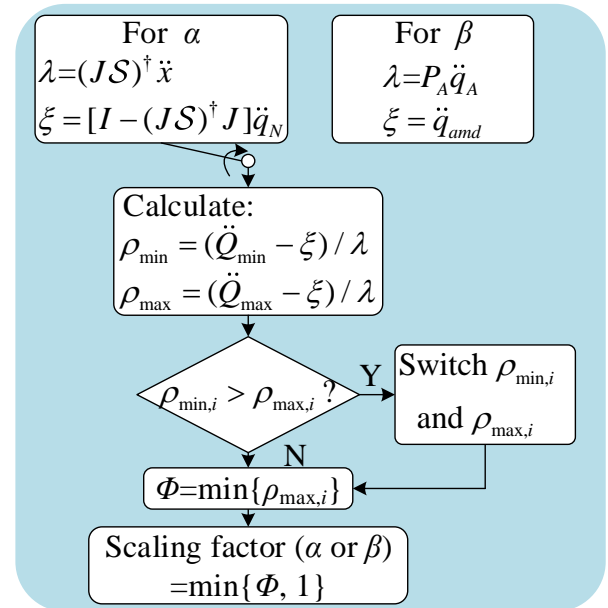 For α
λ=(JS)† ẍ
ξ = [I − (JS)† J]q̈_N
For β
λ=P_A q̈_A
ξ = q̈_amd
Calculate:
ρ_min = (Q̈_min − ξ) / λ
ρ_max = (Q̈_max − ξ) / λ
ρ_min,i > ρ_max,i ?
Y
Switch ρ_min,i
and ρ_max,i
N
Φ=min{ρ_max,i}
Scaling factor (α or β)
=min{Φ, 1}